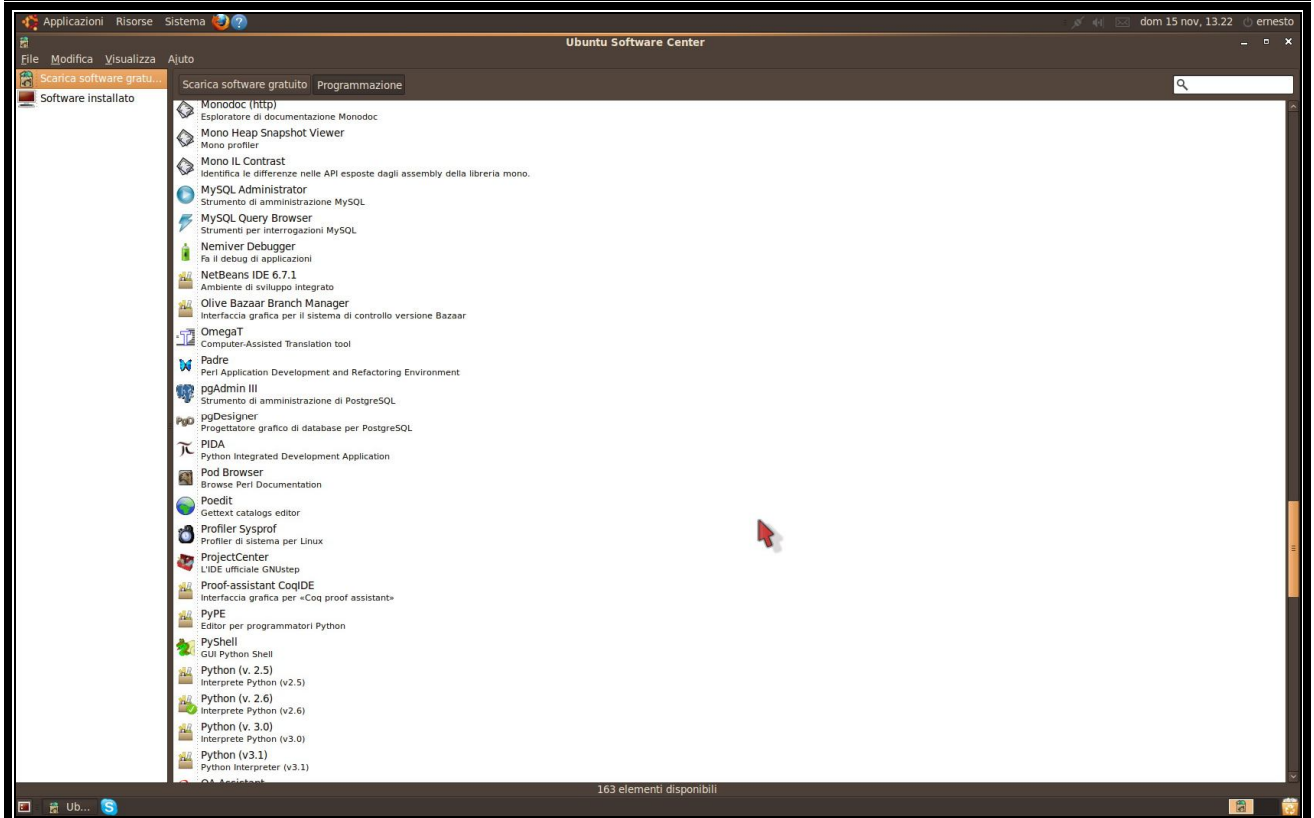 Applicazioni Risorse Sistema dom 15 nov, 13.22 ernesto
Ubuntu Software Center
File Modifica Visualizza Aiuto
Scarica software gratu...
Software installato
Scarica software gratuito Programmazione
Monodoc (http)
Esploratore di documentazione Monodoc
Mono Heap Snapshot Viewer
Mono profiler
Mono IL Contrast
Identifica le differenze nelle API esposte dagli assembly della libreria mono.
MySQL Administrator
Strumento di amministrazione MySQL
MySQL Query Browser
Strumenti per interrogazioni MySQL
Nemiver Debugger
Fa il debug di applicazioni
NetBeans IDE 6.7.1
Ambiente di sviluppo integrato
Olive Bazaar Branch Manager
Interfaccia grafica per il sistema di controllo versione Bazaar
OmegaT
Computer-Assisted Translation tool
Padre
Perl Application Development and Refactoring Environment
pgAdmin III
Strumento di amministrazione di PostgreSQL
PgD
pgDesigner
Progettatore grafico di database per PostgreSQL
PIDA
Python Integrated Development Application
Pod Browser
Browse Perl Documentation
Poedit
Gettext catalogs editor
Profiler Sysprof
Profiler di sistema per Linux
ProjectCenter
L'IDE ufficiale GNUstep
Proof-assistant CoqIDE
Interfaccia grafica per «Coq proof assistant»
PyPE
Editor per programmatori Python
PyShell
GUI Python Shell
Python (v. 2.5)
Interprete Python (v2.5)
Python (v. 2.6)
Interprete Python (v2.6)
Python (v. 3.0)
Interprete Python (v3.0)
Python (v3.1)
Python Interpreter (v3.1)
QA Assistant
163 elementi disponibili
Ub...